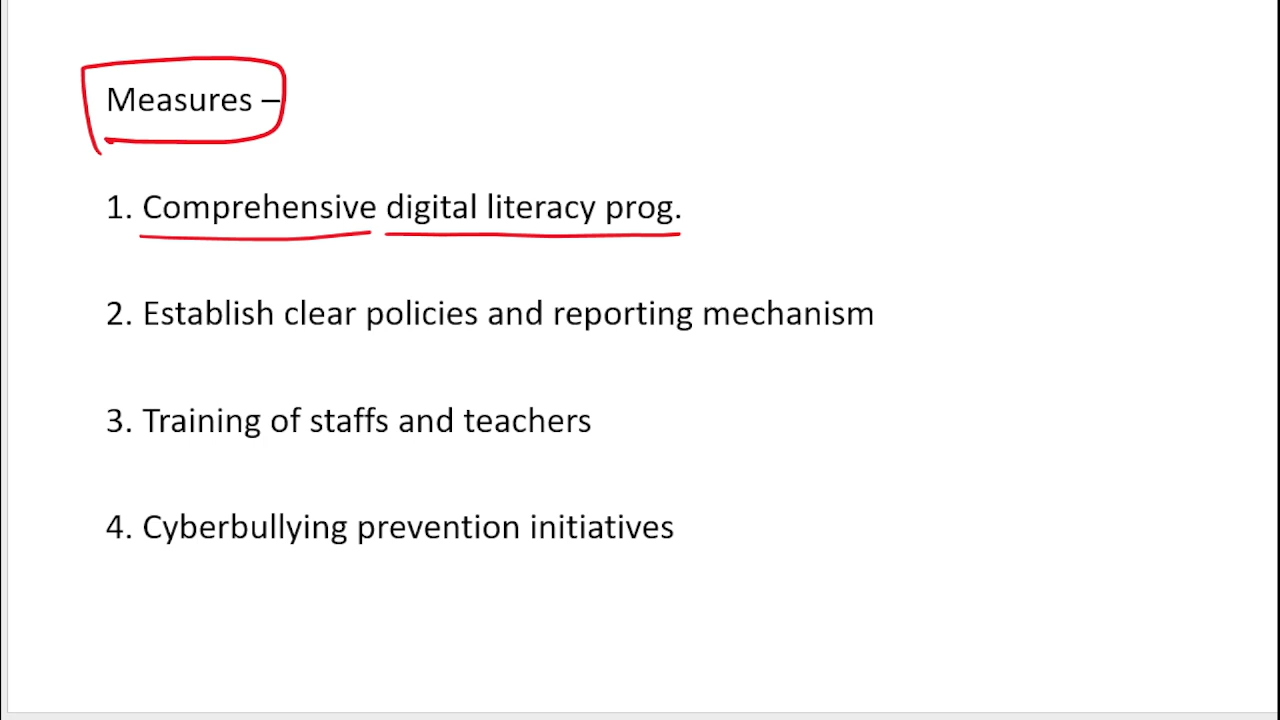 Measures –
1. Comprehensive digital literacy prog.
2. Establish clear policies and reporting mechanism
3. Training of staffs and teachers
4. Cyberbullying prevention initiatives